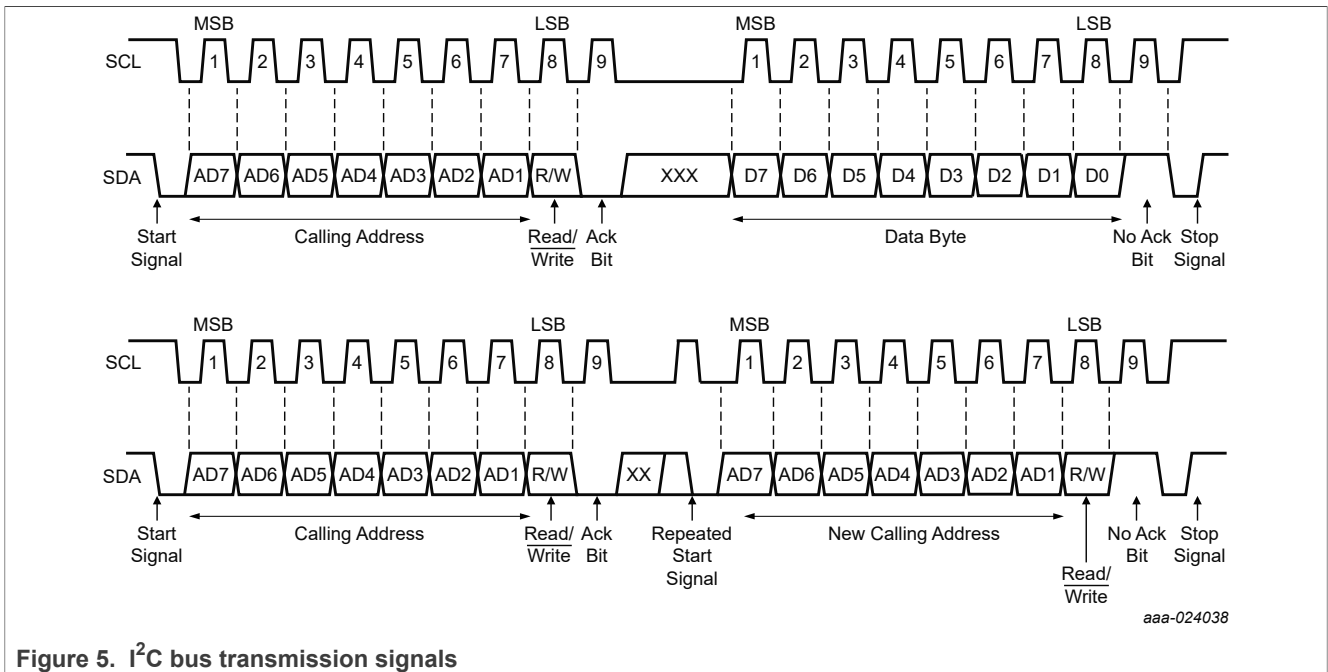 MSB LSB MSB LSB
SCL 1 2 3 4 5 6 7 8 9 1 2 3 4 5 6 7 8 9
SDA AD7 AD6 AD5 AD4 AD3 AD2 AD1 R/W XXX D7 D6 D5 D4 D3 D2 D1 D0
Start Signal
Calling Address
Read/Write
Ack Bit
Data Byte
No Ack Bit
Stop Signal
MSB LSB MSB LSB
SCL 1 2 3 4 5 6 7 8 9 1 2 3 4 5 6 7 8 9
SDA AD7 AD6 AD5 AD4 AD3 AD2 AD1 R/W XX AD7 AD6 AD5 AD4 AD3 AD2 AD1 R/W
Start Signal
Calling Address
Read/Write
Ack Bit
Repeated Start Signal
New Calling Address
Read/Write
No Ack Bit
Stop Signal
aaa-024038
Figure 5. I²C bus transmission signals